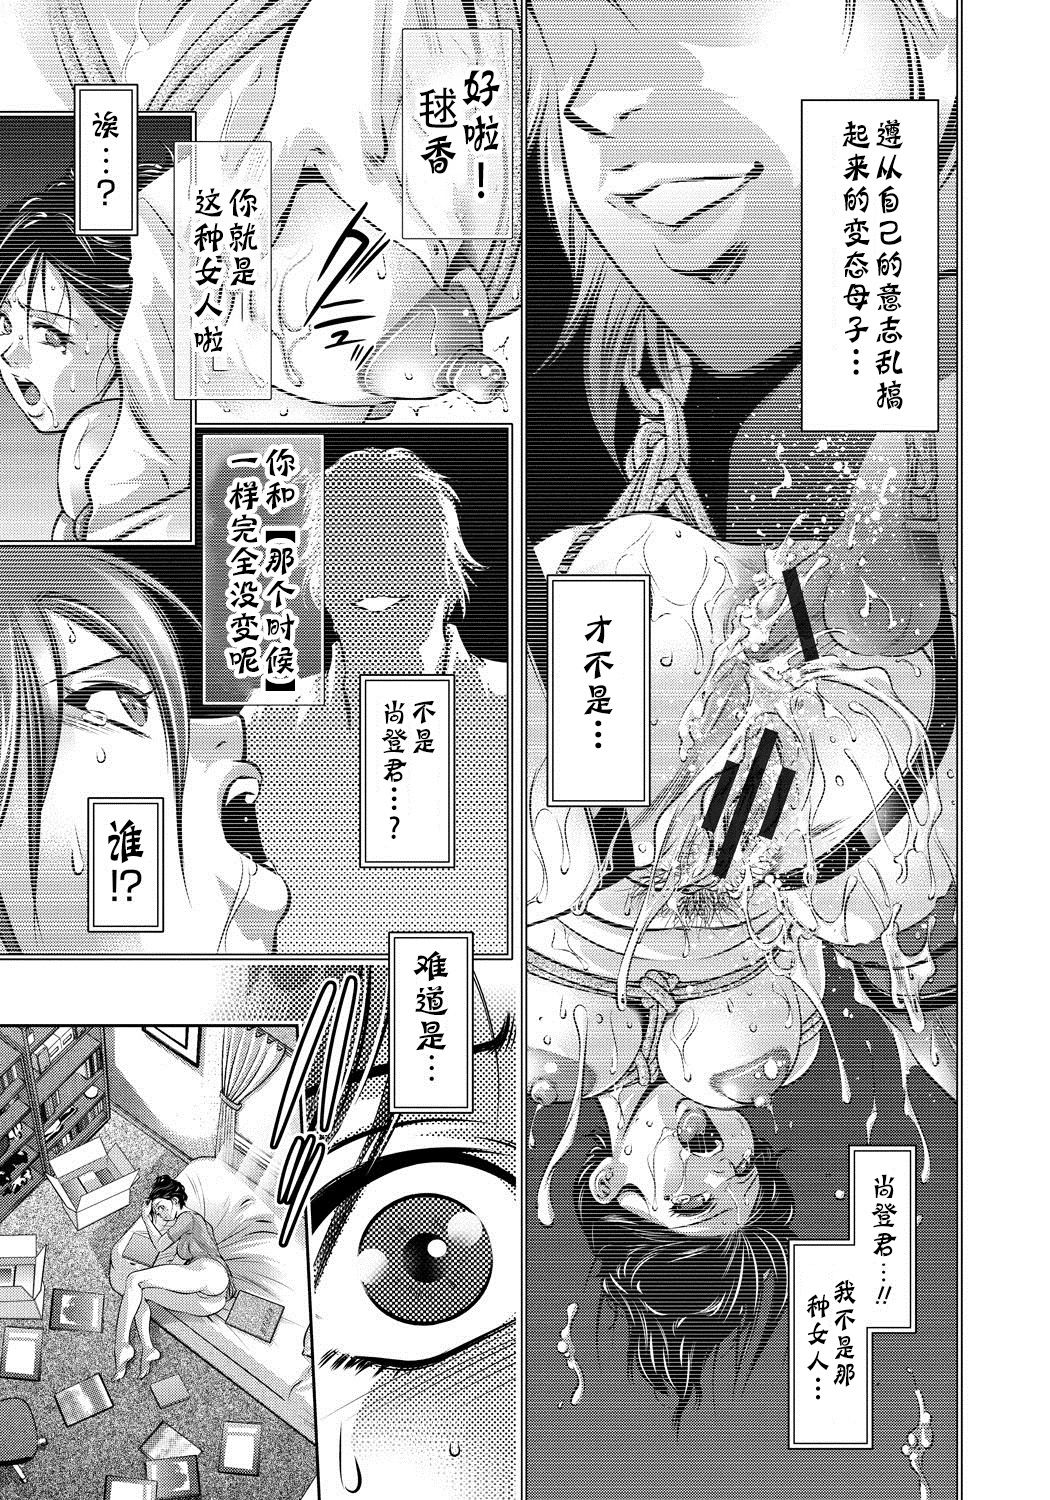 遵从自己的意志乱搞
起来的变态母子…
才不是…
尚登君…!!
我不是那
种女人…
好啦！
毬香
你就是
这种女人啦
诶…？
你和【那个时候】
一样完全没变呢
不是
尚登君…？
谁!?
难道是…